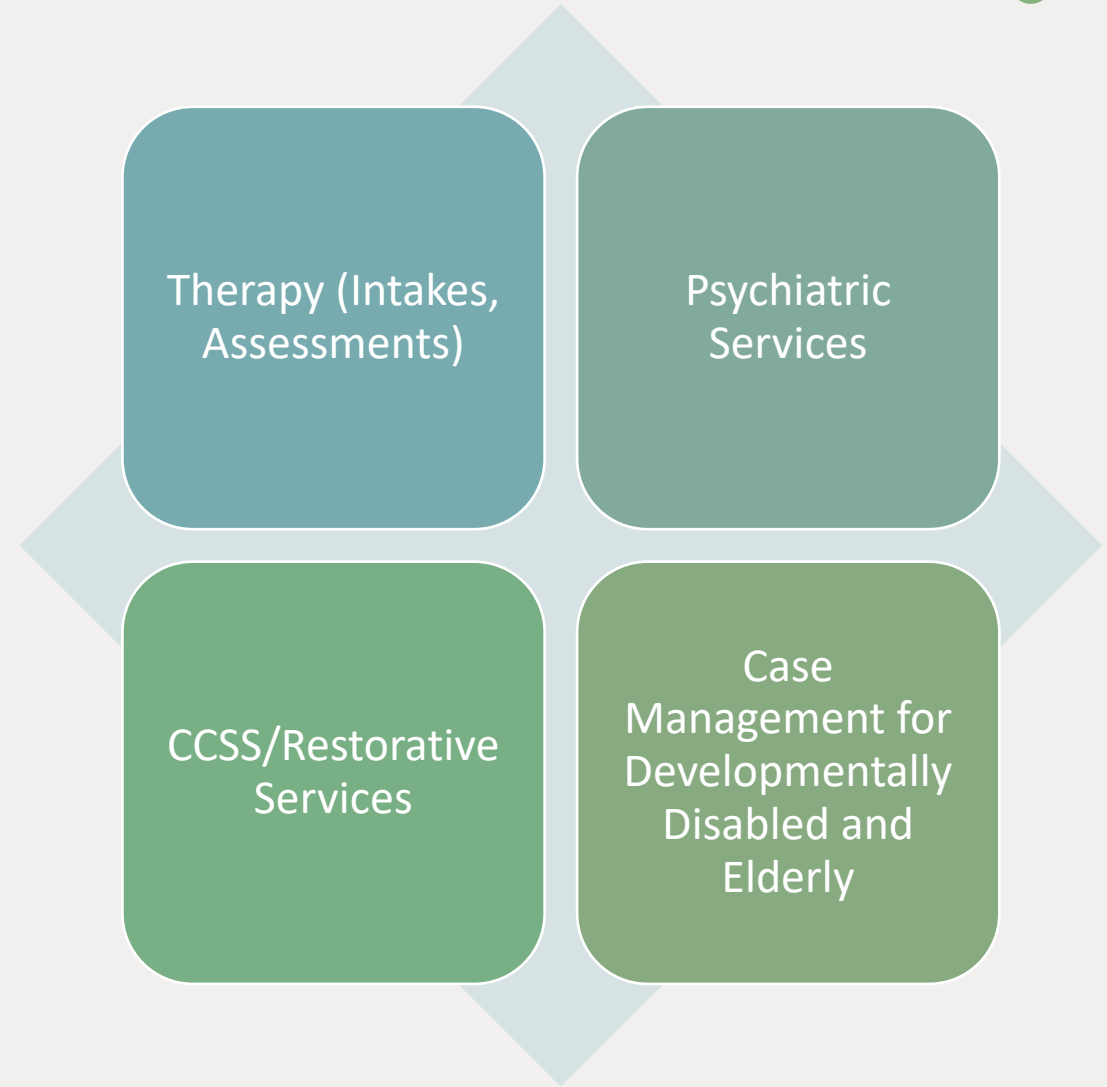 Therapy (Intakes,
Assessments)
Psychiatric
Services
CCSS/Restorative
Services
Case
Management for
Developmentally
Disabled and
Elderly